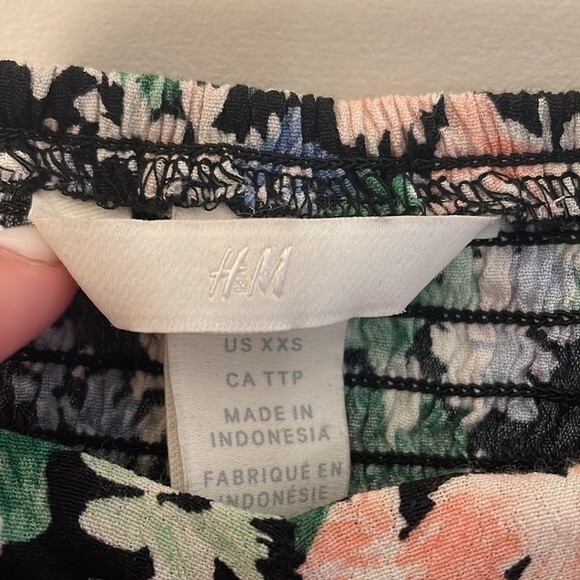 H&M
US XXS
CA TTP
MADE IN
INDONESIA
FABRIQUÉ EN
INDONÉSIE